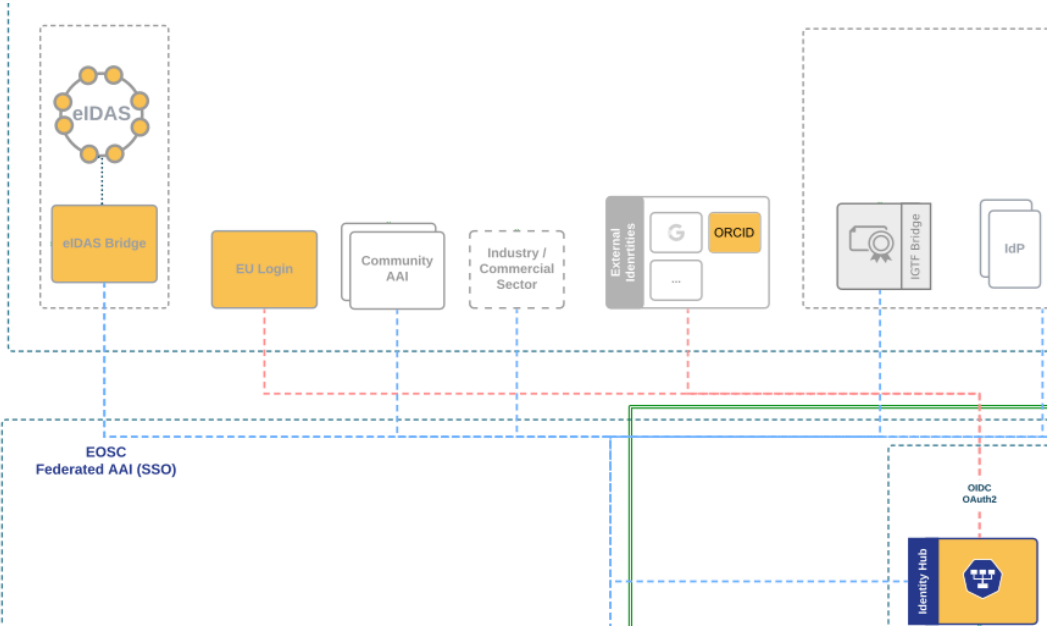 eIDAS
eIDAS Bridge
EU Login
Community
AAI
Industry /
Commercial
Sector
External
Idenrtities
G
ORCID
...
IGTF Bridge
IdP
EOSC
Federated AAI (SSO)
OIDC
OAuth2
Identity Hub